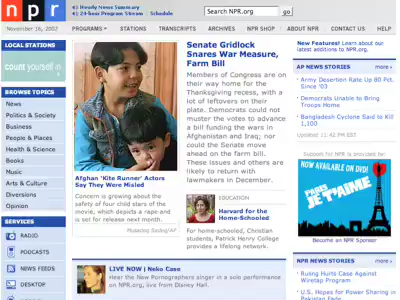 npr
Hourly News Summary
24-hour Program Stream | Schedule
Search NPR.org
go
November 16, 2007
PROGRAMS
STATIONS
TRANSCRIPTS
ARCHIVES
NPR SHOP
ABOUT NPR
CONTACT US
HELP
LOCAL STATIONS
count yourself in
BROWSE TOPICS
News
Politics & Society
Business
People & Places
Health & Science
Books
Music
Arts & Culture
Diversions
Opinion
SERVICES
RADIO
PODCASTS
NEWS FEEDS
DESKTOP
Afghan 'Kite Runner' Actors
Say They Were Misled
Concern is growing about the
safety of four child stars of the
movie, which depicts a rape and
is set for release next month.
Senate Gridlock
Snares War Measure,
Farm Bill
Members of Congress are on
their way home for the
Thanksgiving recess, with a
lot of leftovers on their
plate. Democrats could not
muster the votes to advance
a bill funding the wars in
Afghanistan and Iraq; nor
could the Senate move
ahead on the farm bill.
These issues and others are
likely to return with
lawmakers in December.
EDUCATION
Harvard for the
Home-Schooled
For home-schooled, Christian
students, Patrick Henry College
provides a lifelong network.
LIVE NOW | Neko Case
Hear the New Pornographers singer in a solo performance
on NPR.org, live from Disney Hall.
New Features! Learn about our
latest additions to NPR.org.
AP NEWS STORIES
more
Army Desertion Rate Up 80 Pct.
Since '03
Democrats Unable to Bring
Troops Home
Bangladesh Cyclone Said to Kill
1,100
Updated 11:42 PM EST
Support for NPR is provided by:
NOW AVAILABLE ON DVD!
PARIS
JE T'AIME
Become an NPR Sponsor
NPR NEWS STORIES
more
Ruling Hurts Case Against
Wiretap Program
U.S. Hopes for Power Sharing in
Pakistan Fade